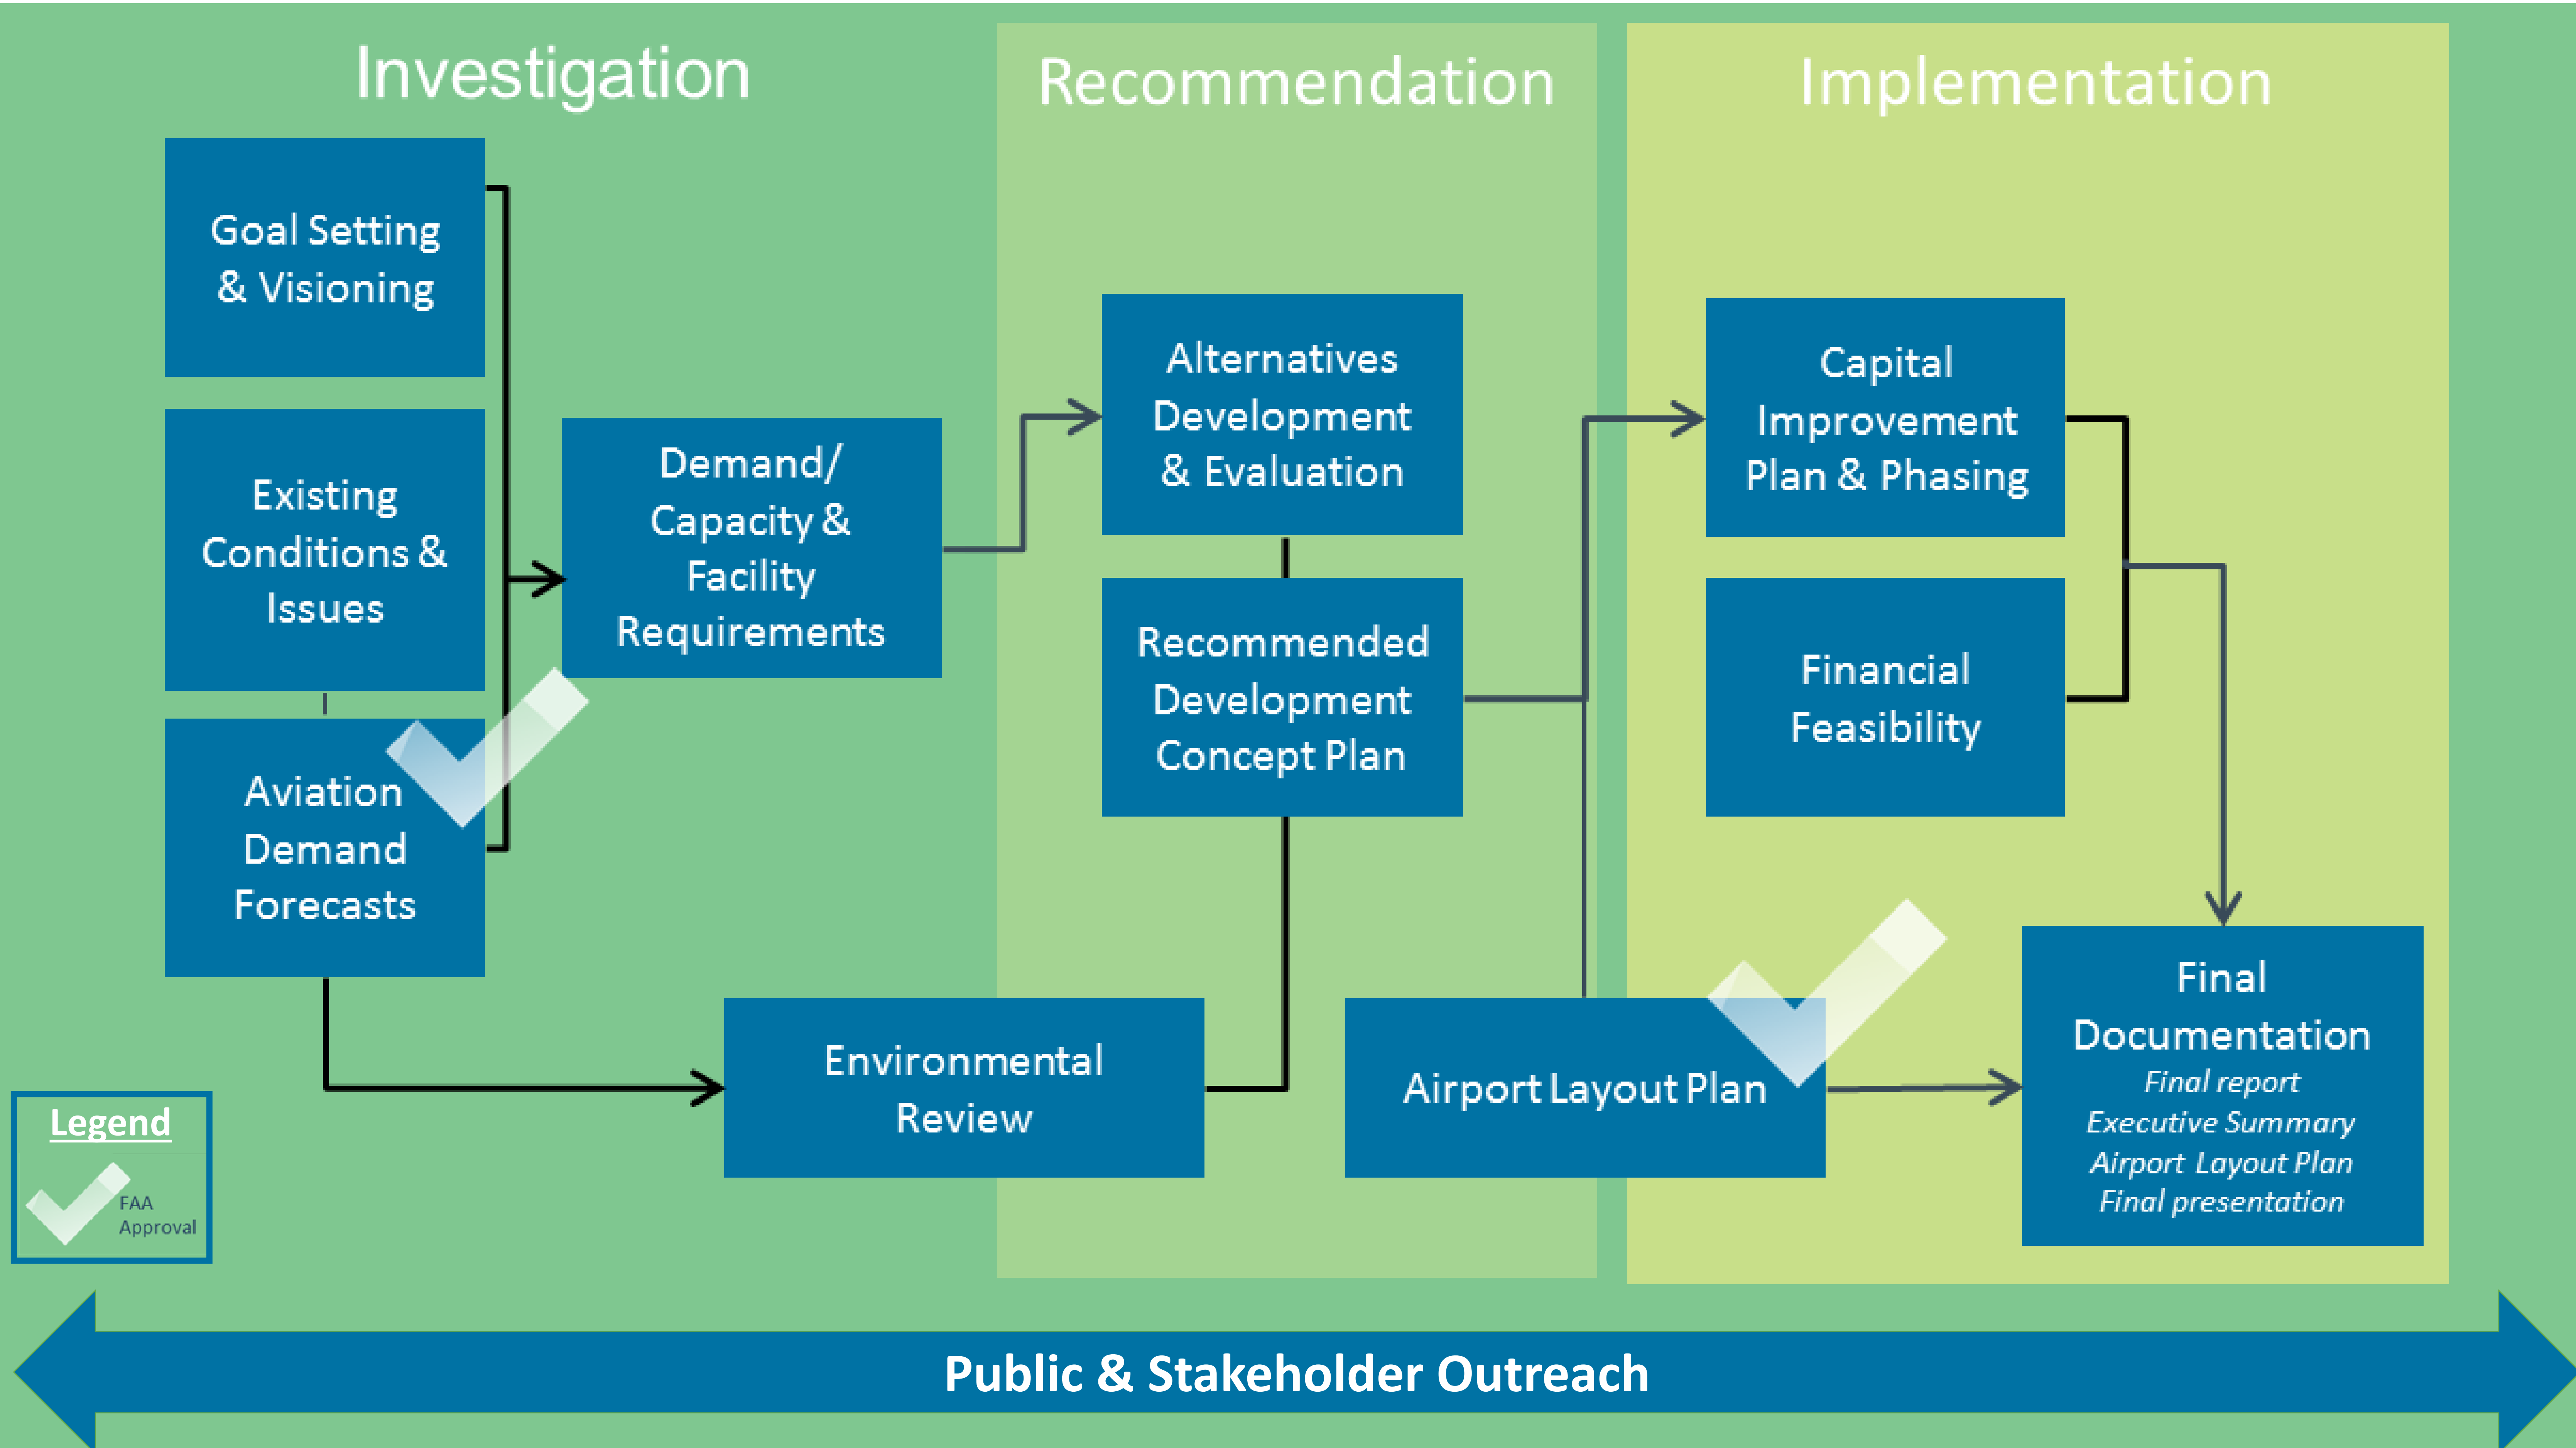 Investigation
Recommendation
Implementation
Goal Setting
& Visioning
Existing
Conditions &
Issues
Aviation
Demand
Forecasts
Demand/
Capacity &
Facility
Requirements
Environmental
Review
Alternatives
Development
& Evaluation
Recommended
Development
Concept Plan
Airport Layout Plan
Capital
Improvement
Plan & Phasing
Financial
Feasibility
Final
Documentation
Final report
Executive Summary
Airport Layout Plan
Final presentation
Legend
FAA
Approval
Public & Stakeholder Outreach